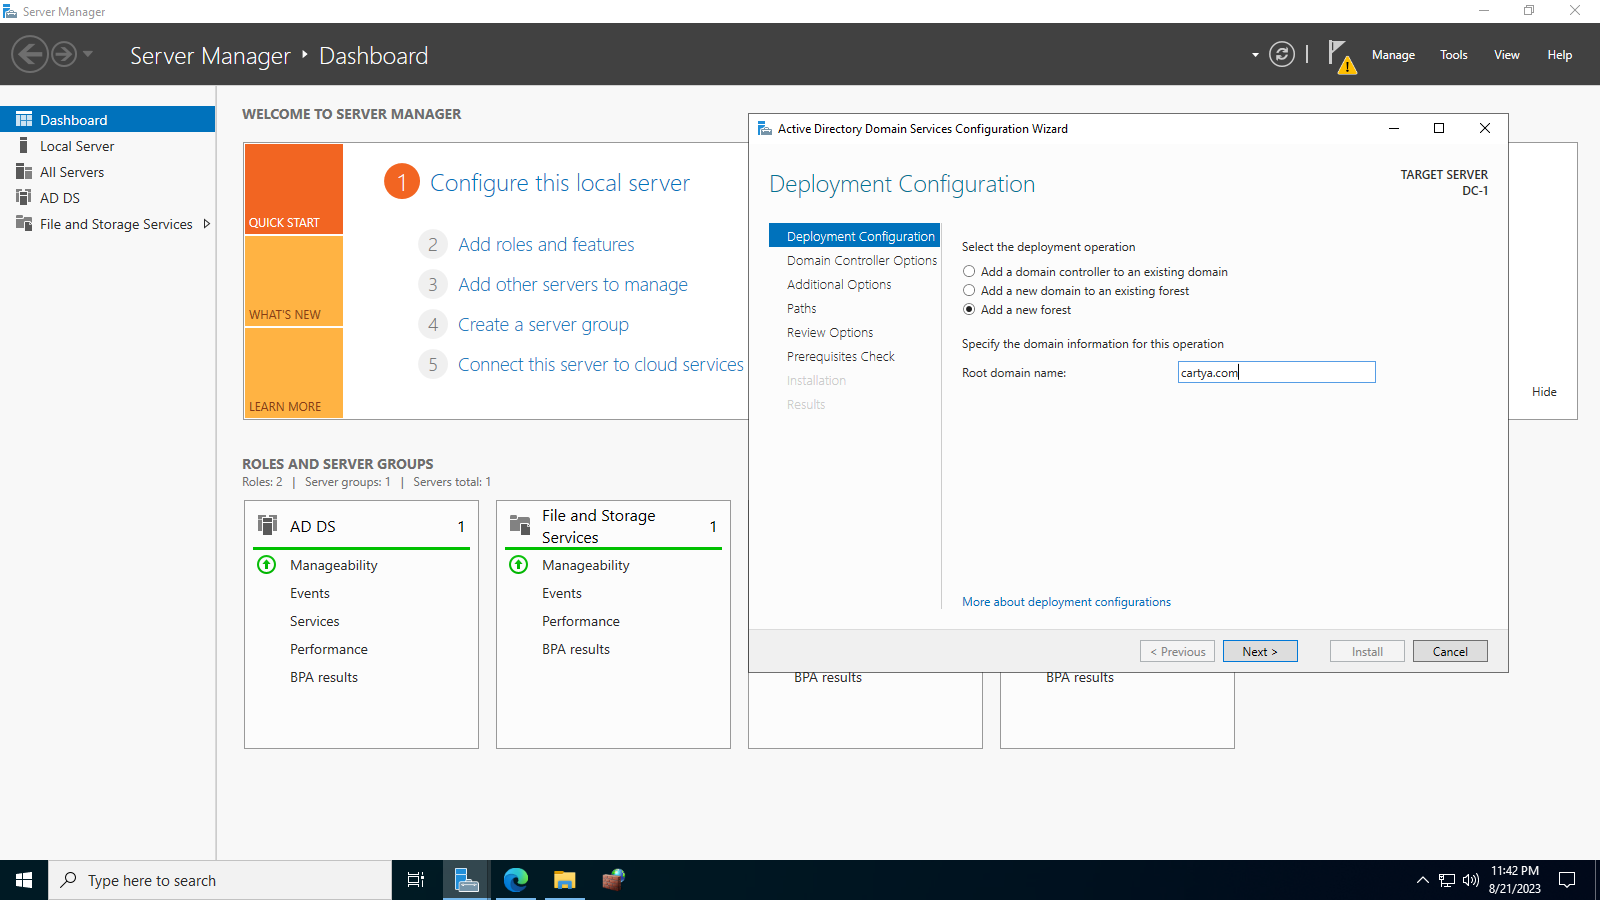 Server Manager
Server Manager ‣ Dashboard
Manage
Tools
View
Help
Dashboard
Local Server
All Servers
AD DS
File and Storage Services
WELCOME TO SERVER MANAGER
QUICK START
WHAT'S NEW
LEARN MORE
1 Configure this local server
2 Add roles and features
3 Add other servers to manage
4 Create a server group
5 Connect this server to cloud services
Hide
ROLES AND SERVER GROUPS
Roles: 2 | Server groups: 1 | Servers total: 1
AD DS 1
Manageability
Events
Services
Performance
BPA results
File and Storage
Services 1
Manageability
Events
Performance
BPA results
BPA results
BPA results
Active Directory Domain Services Configuration Wizard
Deployment Configuration
TARGET SERVER
DC-1
Deployment Configuration
Domain Controller Options
Additional Options
Paths
Review Options
Prerequisites Check
Installation
Results
Select the deployment operation
Add a domain controller to an existing domain
Add a new domain to an existing forest
Add a new forest
Specify the domain information for this operation
Root domain name: cartya.com
More about deployment configurations
< Previous
Next >
Install
Cancel
Type here to search
11:42 PM
8/21/2023